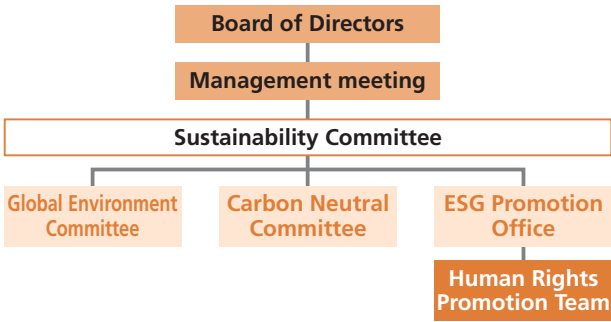 Board of Directors
Management meeting
Sustainability Committee
Global Environment
Committee
Carbon Neutral
Committee
ESG Promotion
Office
Human Rights
Promotion Team